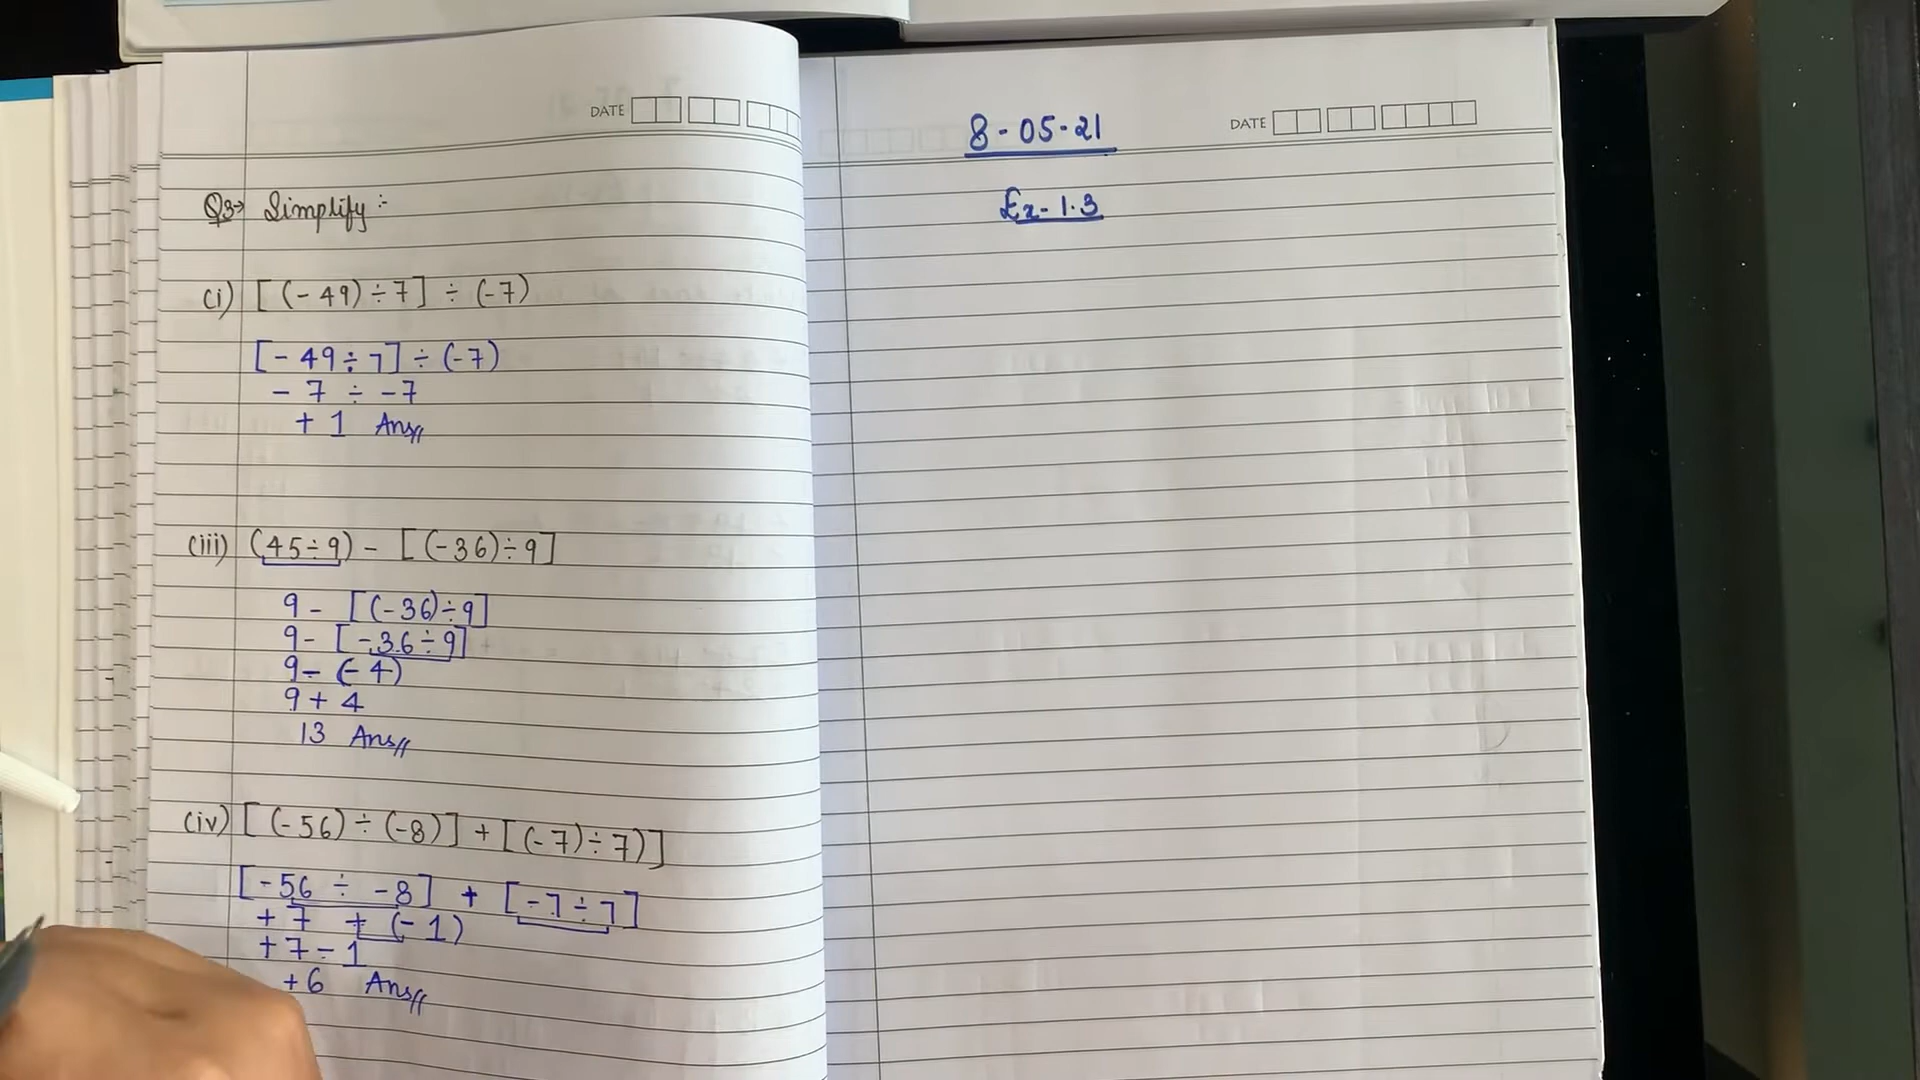 DATE
Q3→ Simplify :-
(i) [(-49) ÷ 7] ÷ (-7)
[-49 ÷ 7] ÷ (-7)
- 7 ÷ -7
+ 1 Ans
(iii) (45 ÷ 9) - [(-36) ÷ 9]
9 - [(-36) ÷ 9]
9 - [-36 ÷ 9]
9 - (-4)
9 + 4
13 Ans
(iv) [(-56) ÷ (-8)] + [(-7) ÷ 7)]
[-56 ÷ -8] + [-7 ÷ 7]
+ 7 + (-1)
+ 7 - 1
+ 6 Ans
8-05-21
DATE
Ex-1.3